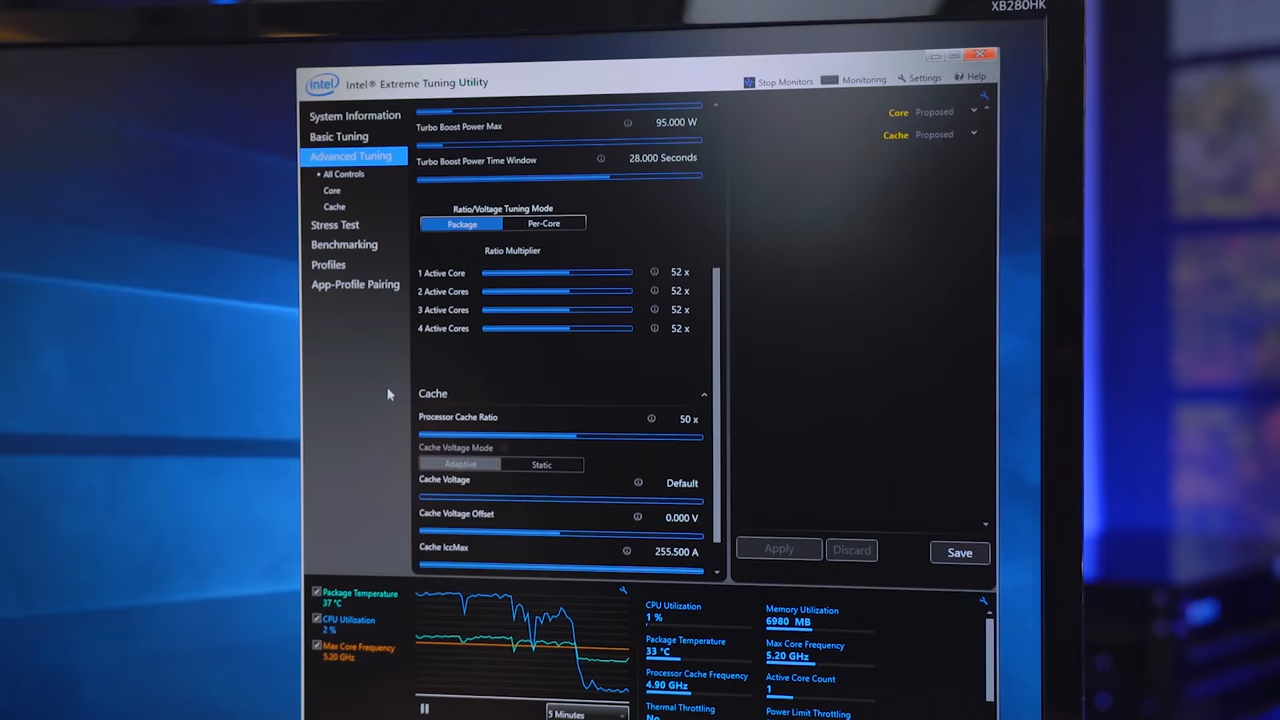 XB280HK
intel Intel® Extreme Tuning Utility
Stop Monitors Monitoring Settings Help
System Information
Basic Tuning
Advanced Tuning
• All Controls
Core
Cache
Stress Test
Benchmarking
Profiles
App-Profile Pairing
Turbo Boost Power Max 95.000 W
Turbo Boost Power Time Window 28.000 Seconds
Ratio/Voltage Tuning Mode
Package Per-Core
Ratio Multiplier
1 Active Core 52 x
2 Active Cores 52 x
3 Active Cores 52 x
4 Active Cores 52 x
Cache
Processor Cache Ratio 50 x
Cache Voltage Mode
Adaptive Static
Cache Voltage Default
Cache Voltage Offset 0.000 V
Cache IccMax 255.500 A
Core Proposed
Cache Proposed
Apply Discard Save
Package Temperature
37 °C
CPU Utilization
2 %
Max Core Frequency
5.20 GHz
5 Minutes
CPU Utilization
1 %
Package Temperature
33 °C
Processor Cache Frequency
4.90 GHz
Thermal Throttling
No
Memory Utilization
6980 MB
Max Core Frequency
5.20 GHz
Active Core Count
1
Power Limit Throttling